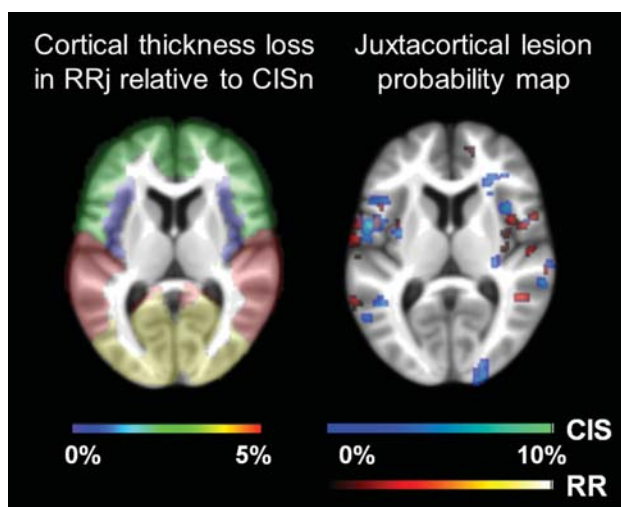 Cortical thickness loss
in RRj relative to CISn
Juxtacortical lesion
probability map
0%
5%
CIS
0%
10%
RR